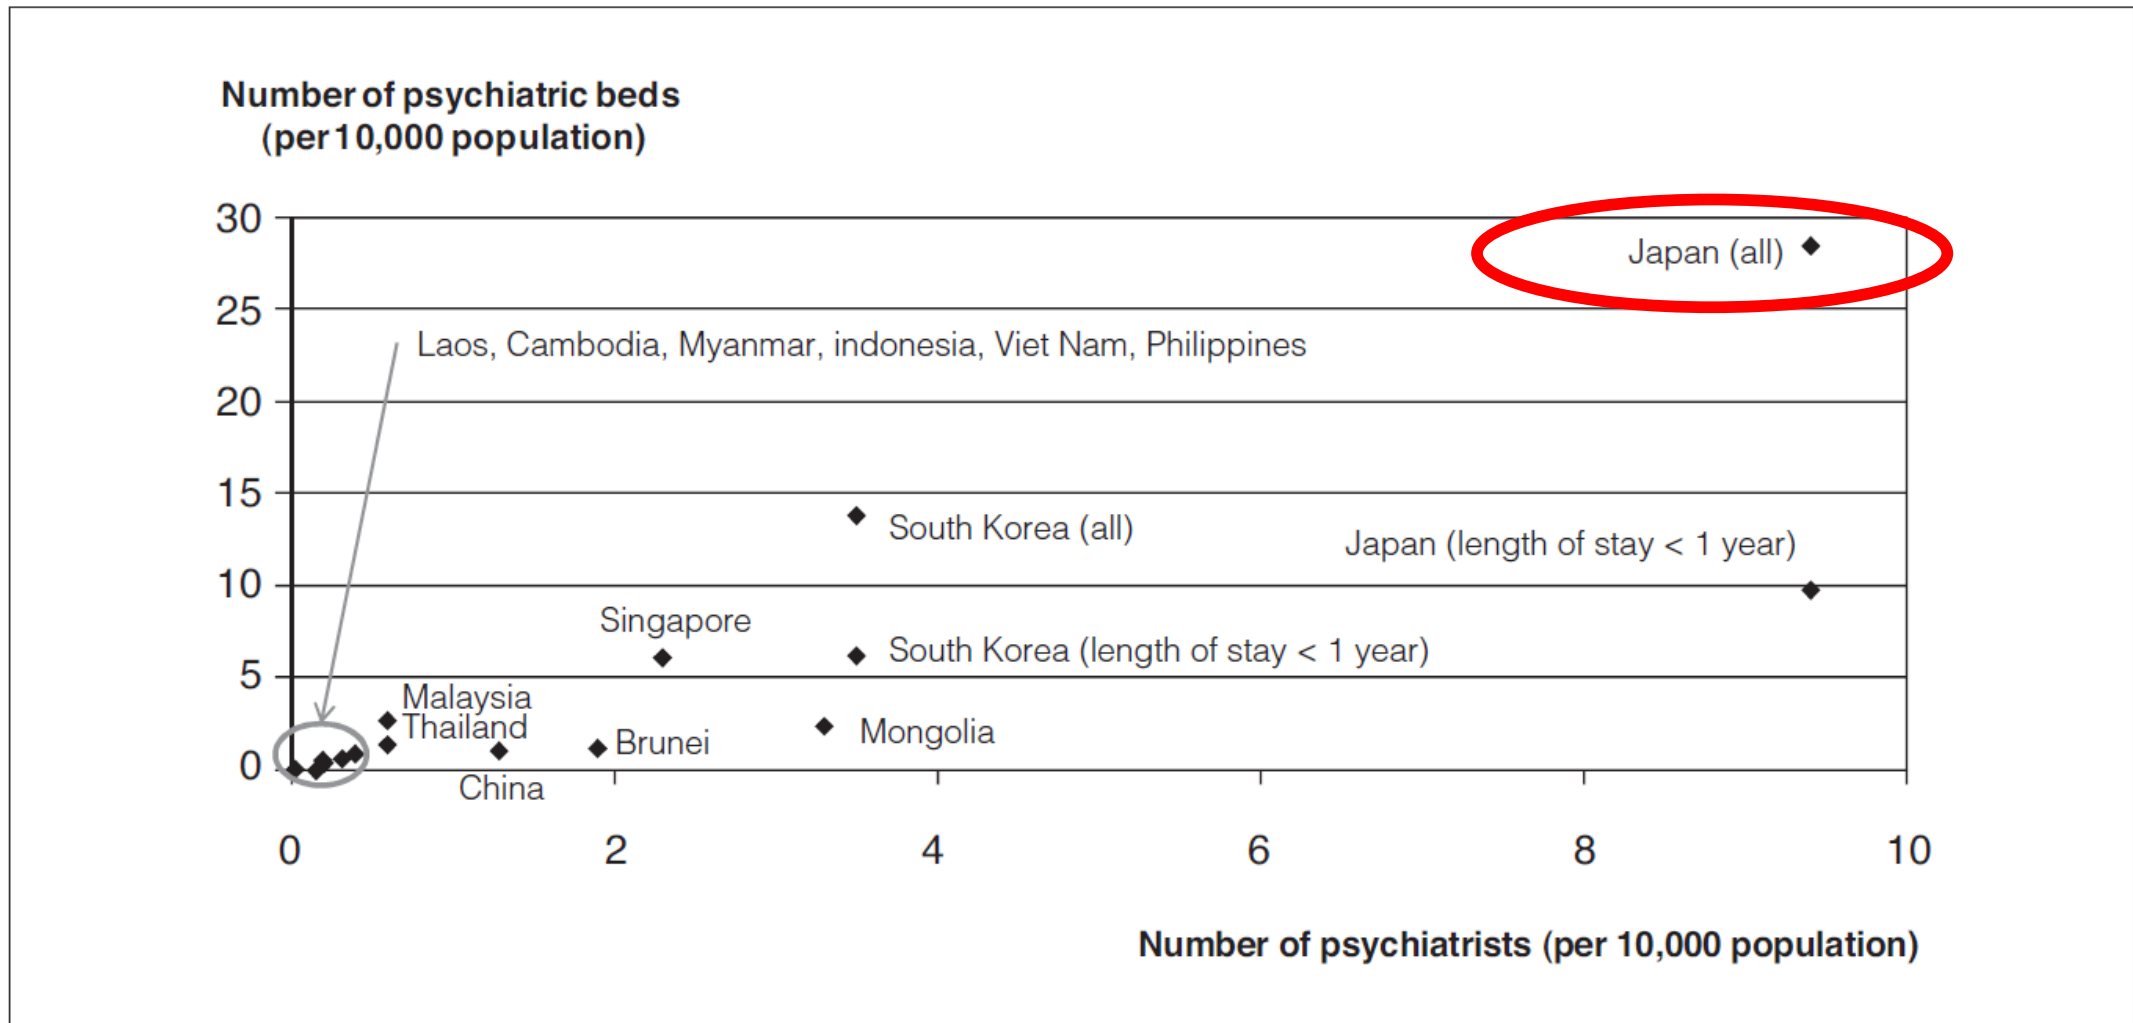 Number of psychiatric beds
(per 10,000 population)
30
Japan (all)
25
Laos, Cambodia, Myanmar, indonesia, Viet Nam, Philippines
20
15
South Korea (all)
Japan (length of stay < 1 year)
10
Singapore
South Korea (length of stay < 1 year)
5
Malaysia
Thailand
Mongolia
Brunei
0
China
0 2 4 6 8 10
Number of psychiatrists (per 10,000 population)